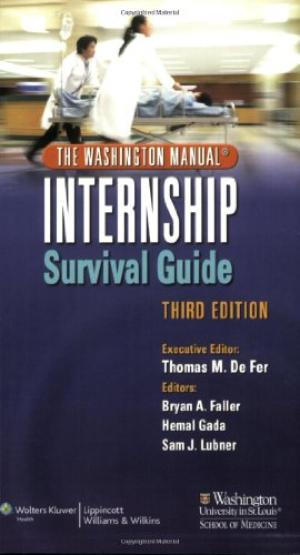 THE WASHINGTON MANUAL®
INTERNSHIP
Survival Guide
THIRD EDITION
Executive Editor:
Thomas M. De Fer
Editors:
Bryan A. Faller
Hemal Gada
Sam J. Lubner
Wolters Kluwer
Health
Lippincott
Williams & Wilkins
Washington
University in St. Louis
SCHOOL OF MEDICINE